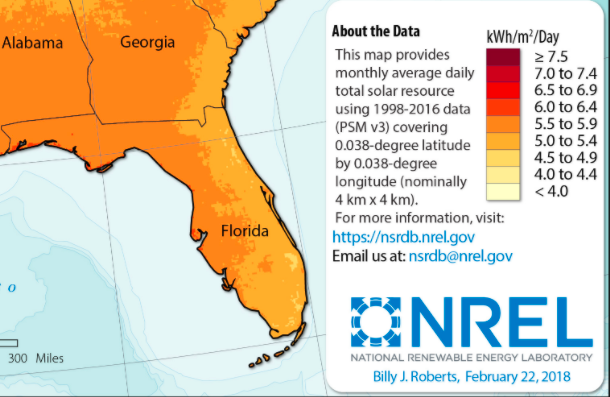 Alabama
Georgia
Florida
o
300 Miles
About the Data
This map provides
monthly average daily
total solar resource
using 1998-2016 data
(PSM v3) covering
0.038-degree latitude
by 0.038-degree
longitude (nominally
4 km x 4 km).
For more information, visit:
https://nsrdb.nrel.gov
Email us at: nsrdb@nrel.gov
kWh/m²/Day
≥ 7.5
7.0 to 7.4
6.5 to 6.9
6.0 to 6.4
5.5 to 5.9
5.0 to 5.4
4.5 to 4.9
4.0 to 4.4
< 4.0
NREL
NATIONAL RENEWABLE ENERGY LABORATORY
Billy J. Roberts, February 22, 2018